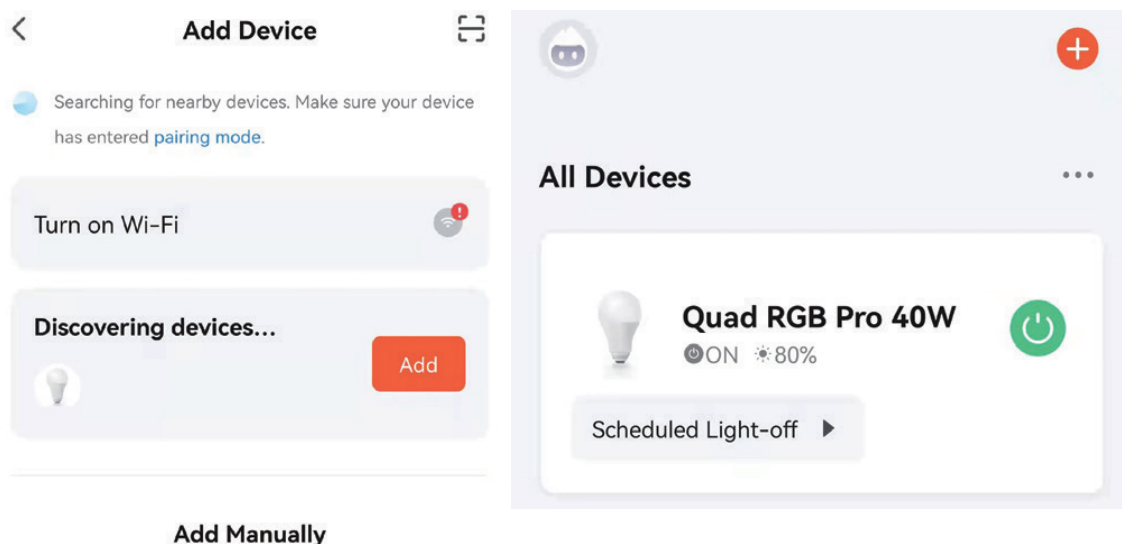 Add Device
Searching for nearby devices. Make sure your device
has entered pairing mode.
Turn on Wi-Fi
Discovering devices...
Add
Add Manually
All Devices
Quad RGB Pro 40W
ON 80%
Scheduled Light-off